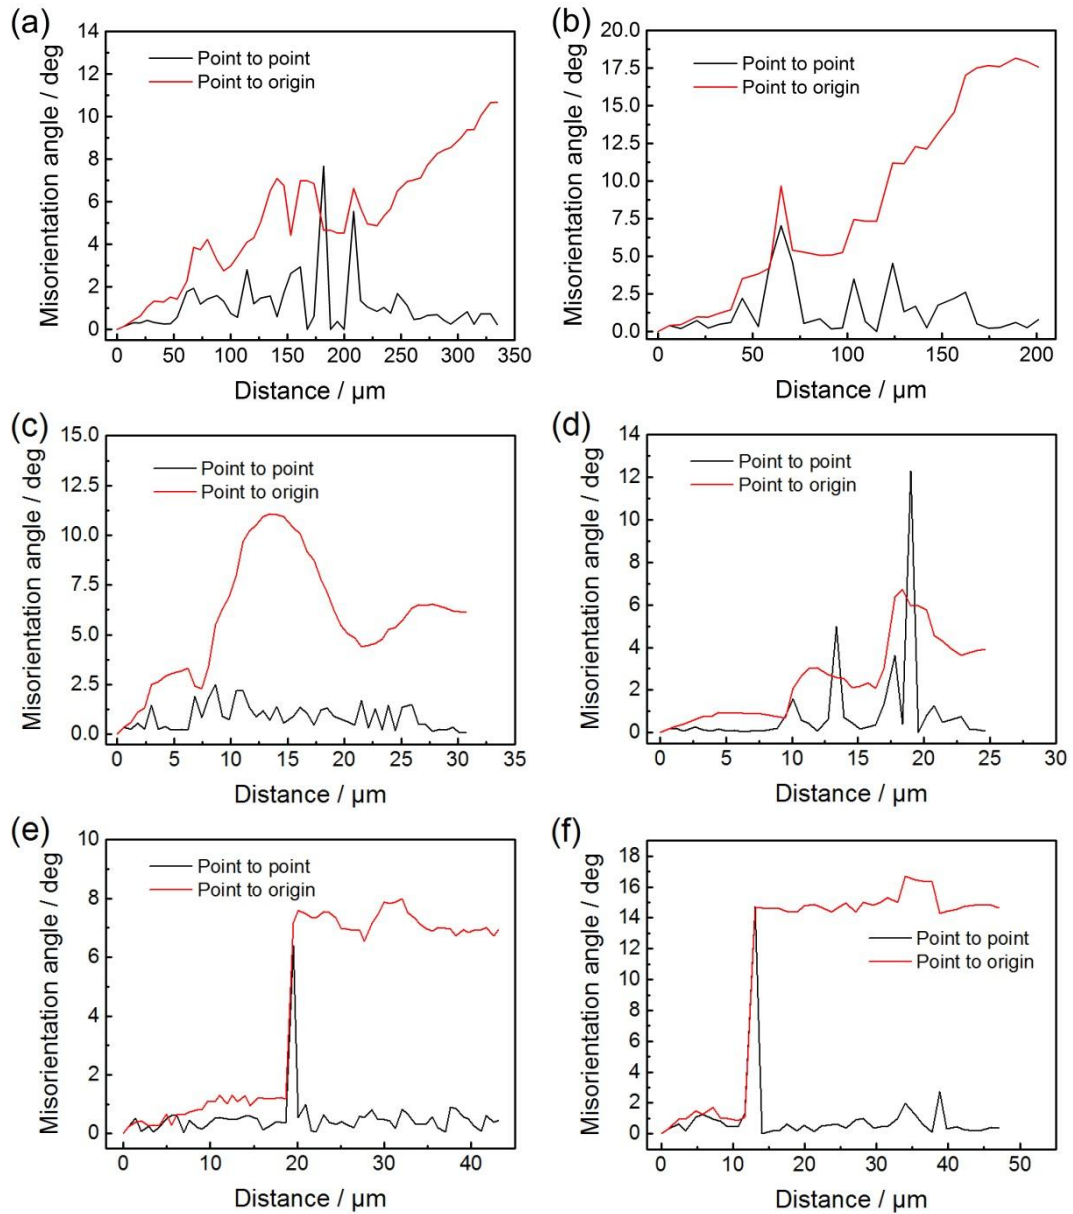 (a)
Misorientation angle / deg
14
12
10
8
6
4
2
0
Point to point
Point to origin
0 50 100 150 200 250 300 350
Distance / μm
(b)
Misorientation angle / deg
20.0
17.5
15.0
12.5
10.0
7.5
5.0
2.5
0.0
Point to point
Point to origin
0 50 100 150 200
Distance / μm
(c)
Misorientation angle / deg
15.0
12.5
10.0
7.5
5.0
2.5
0.0
Point to point
Point to origin
0 5 10 15 20 25 30 35
Distance / μm
(d)
Misorientation angle / deg
14
12
10
8
6
4
2
0
Point to point
Point to origin
0 5 10 15 20 25 30
Distance / μm
(e)
Misorientation angle / deg
10
8
6
4
2
0
Point to point
Point to origin
0 10 20 30 40
Distance / μm
(f)
Misorientation angle / deg
18
16
14
12
10
8
6
4
2
0
Point to point
Point to origin
0 10 20 30 40 50
Distance / μm